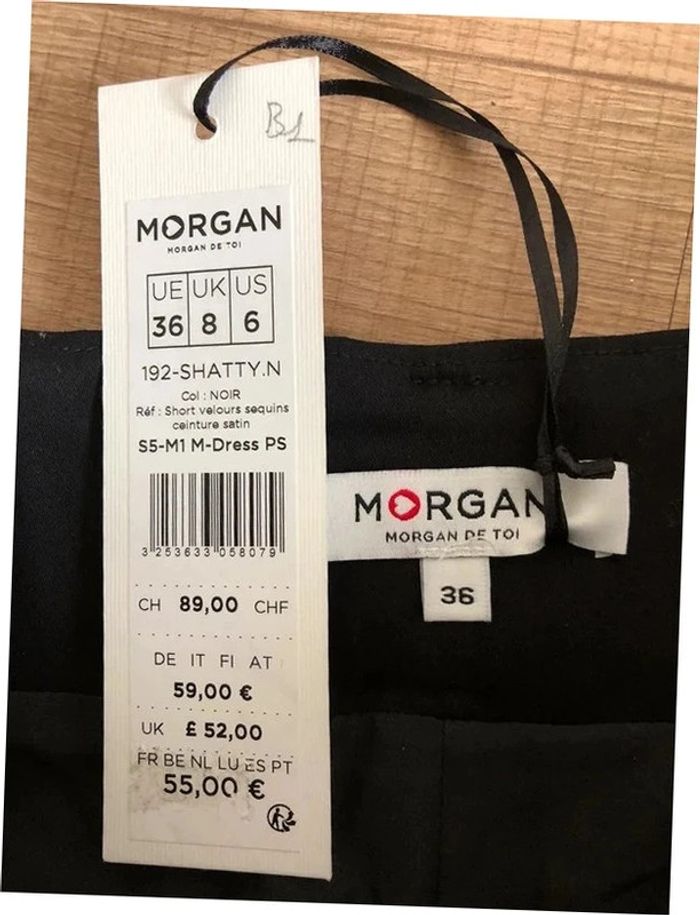 B1
MORGAN
MORGAN DE TOI
UE UK US
36 8 6
192-SHATTY.N
Col : NOIR
Réf : Short velours sequins
ceinture satin
S5-M1 M-Dress PS
3 253633 058079
CH 89,00 CHF
DE IT FI AT
59,00 €
UK £ 52,00
FR BE NL LU ES PT
55,00 €
MORGAN
MORGAN DE TOI
36